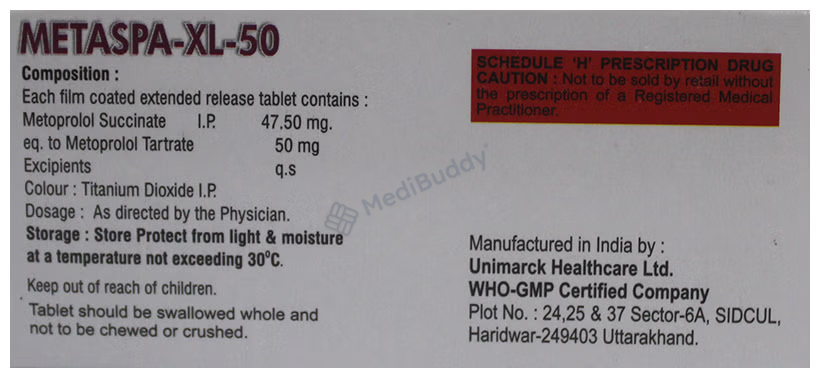 METASPA-XL-50
Composition :
Each film coated extended release tablet contains :
Metoprolol Succinate I.P. 47.50 mg.
eq. to Metoprolol Tartrate 50 mg
Excipients q.s
Colour : Titanium Dioxide I.P.
Dosage : As directed by the Physician.
Storage : Store Protect from light & moisture
at a temperature not exceeding 30°C.
Keep out of reach of children.
Tablet should be swallowed whole and
not to be chewed or crushed.
SCHEDULE 'H' PRESCRIPTION DRUG
CAUTION : Not to be sold by retail without
the prescription of a Registered Medical
Practitioner.
MediBuddy
Manufactured in India by :
Unimarck Healthcare Ltd.
WHO-GMP Certified Company
Plot No. : 24,25 & 37 Sector-6A, SIDCUL,
Haridwar-249403 Uttarakhand.